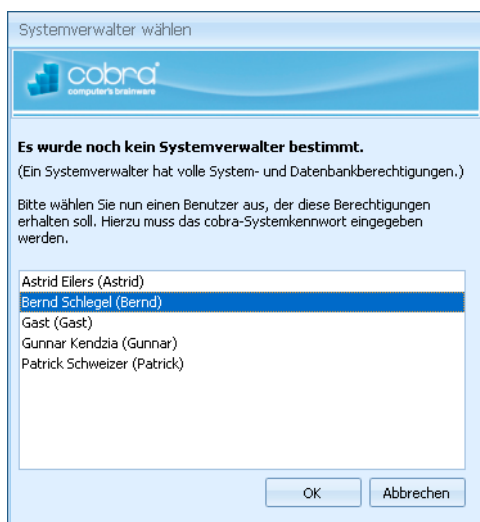 Systemverwalter wählen
cobra
computer's brainware
Es wurde noch kein Systemverwalter bestimmt.
(Ein Systemverwalter hat volle System- und Datenbankberechtigungen.)
Bitte wählen Sie nun einen Benutzer aus, der diese Berechtigungen
erhalten soll. Hierzu muss das cobra-Systemkennwort eingegeben
werden.
Astrid Eilers (Astrid)
Bernd Schlegel (Bernd)
Gast (Gast)
Gunnar Kendzia (Gunnar)
Patrick Schweizer (Patrick)
OK Abbrechen